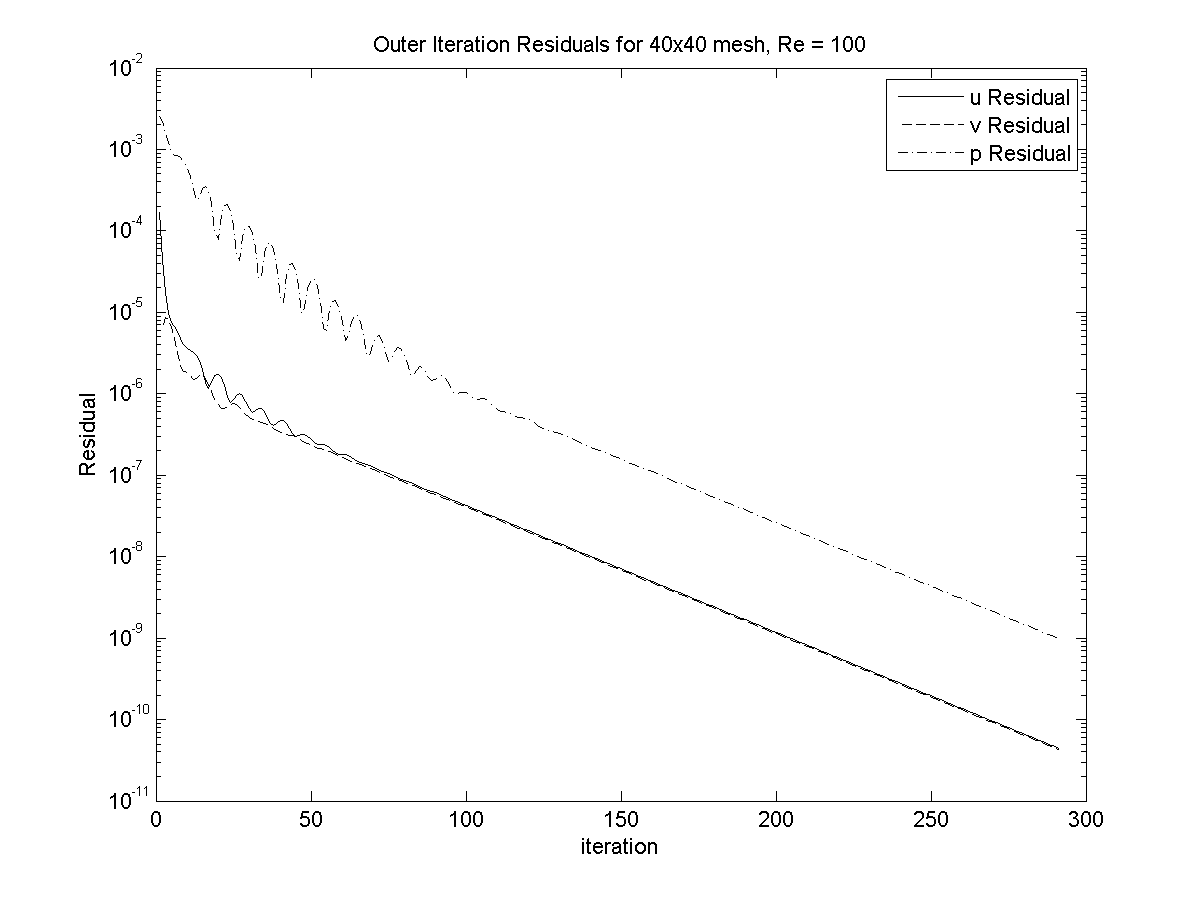 Outer Iteration Residuals for 40x40 mesh, Re = 100
10^-2
10^-3
10^-4
10^-5
10^-6
10^-7
10^-8
10^-9
10^-10
10^-11
Residual
u Residual
v Residual
p Residual
0 50 100 150 200 250 300
iteration